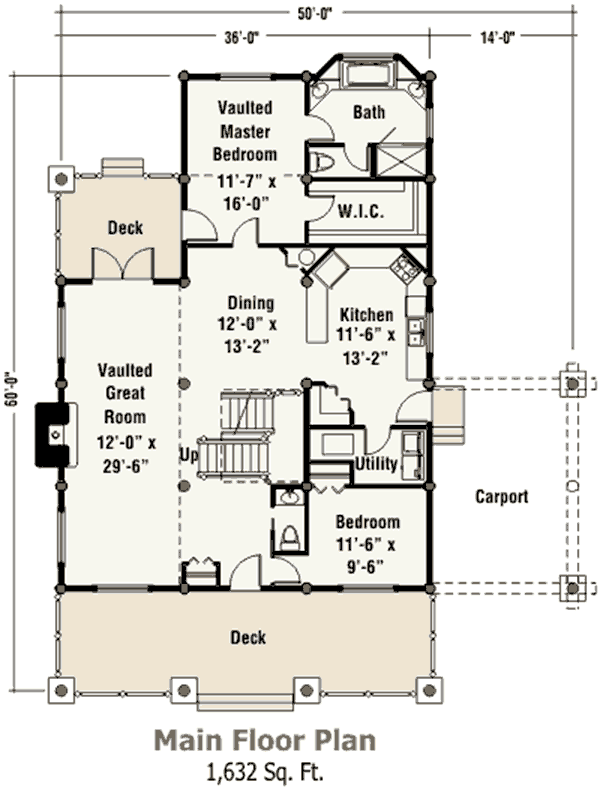 50'-0"
36'-0"
14'-0"
60'-0"
Vaulted
Master
Bedroom
11'-7" x
16'-0"
Bath
W.I.C.
Deck
Dining
12'-0" x
13'-2"
Kitchen
11'-6" x
13'-2"
Vaulted
Great
Room
12'-0" x
29'-6"
Up
Utility
Carport
Bedroom
11'-6" x
9'-6"
Deck
Main Floor Plan
1,632 Sq. Ft.